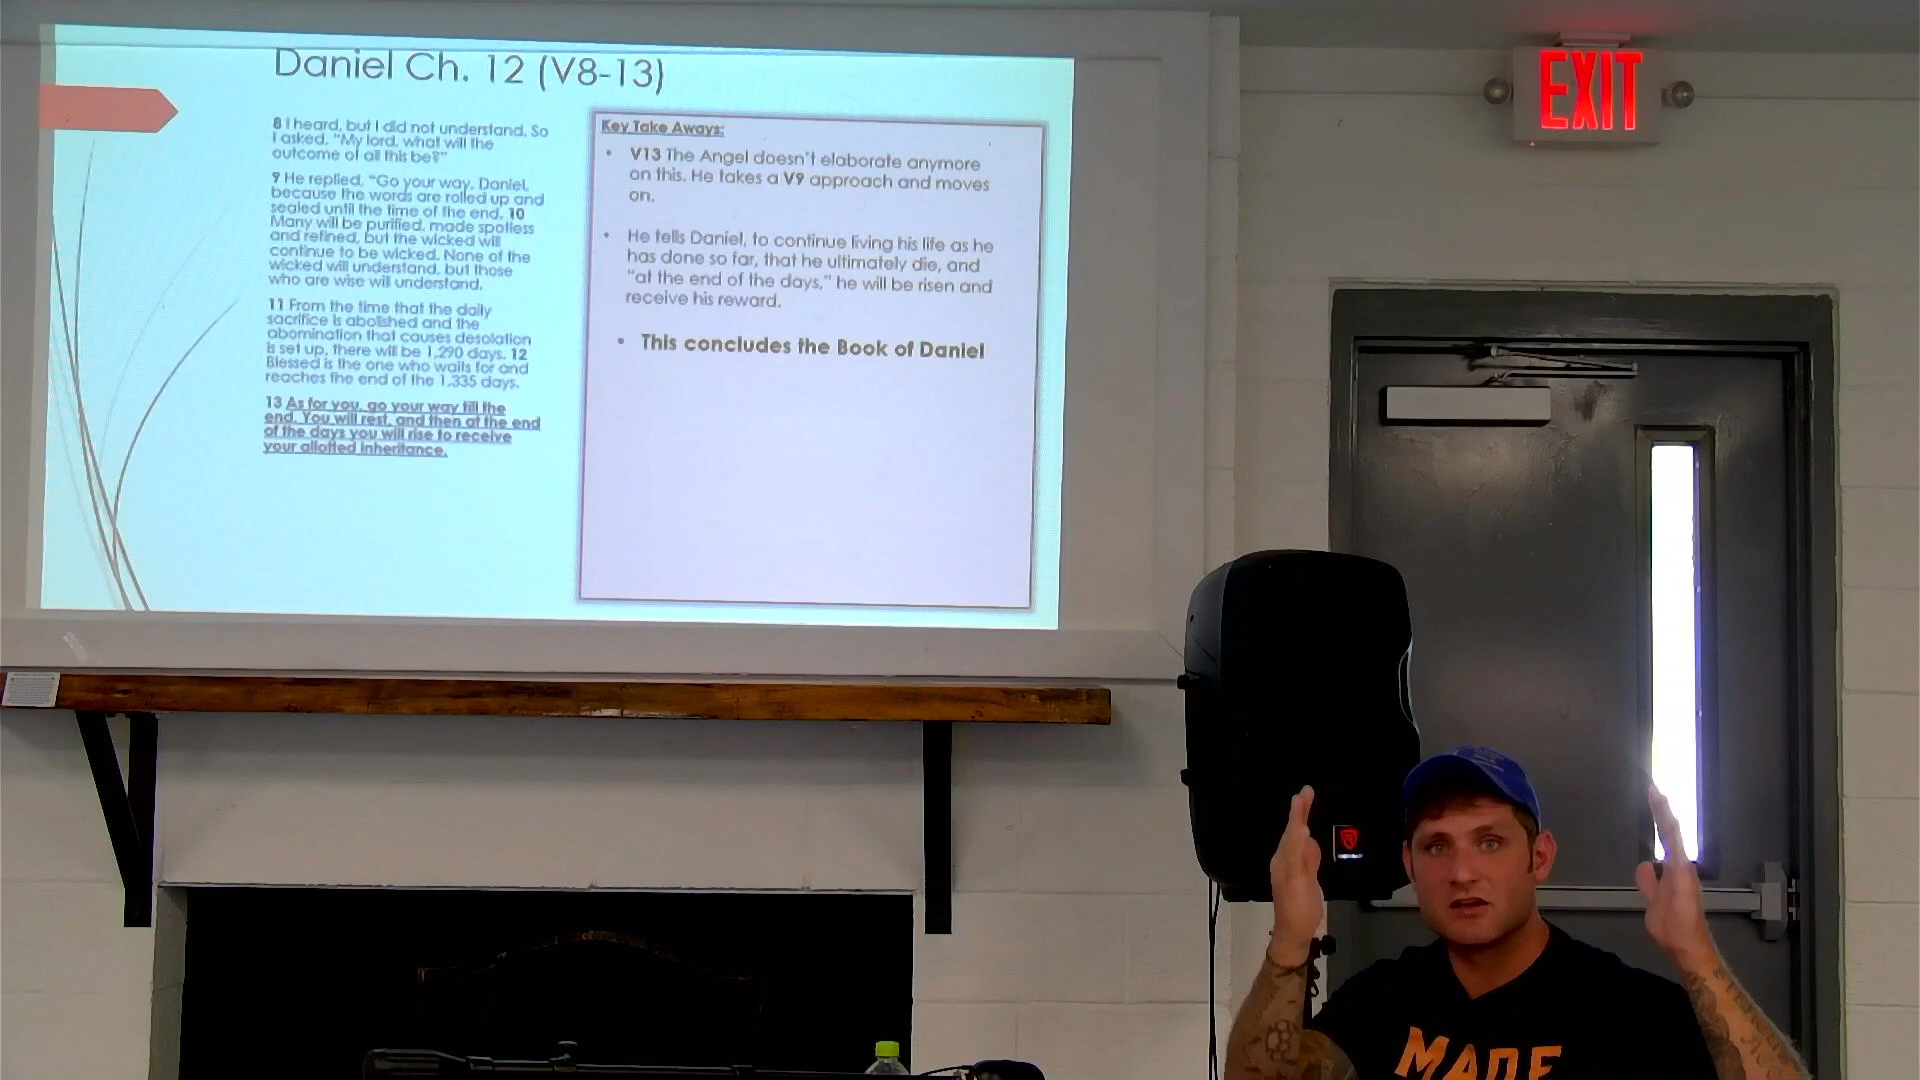 Daniel Ch. 12 (V8-13)
8 I heard, but I did not understand. So
I asked, "My lord, what will the
outcome of all this be?"
9 He replied, "Go your way, Daniel,
because the words are rolled up and
sealed until the time of the end. 10
Many will be purified, made spotless
and refined, but the wicked will
continue to be wicked. None of the
wicked will understand, but those
who are wise will understand.
11 From the time that the daily
sacrifice is abolished and the
abomination that causes desolation
is set up, there will be 1,290 days. 12
Blessed is the one who waits for and
reaches the end of the 1,335 days.
13 As for you, go your way till the
end. You will rest, and then at the end
of the days you will rise to receive
your allotted inheritance.
Key Take Aways:
• V13 The Angel doesn't elaborate anymore
on this. He takes a V9 approach and moves
on.
• He tells Daniel, to continue living his life as he
has done so far, that he ultimately die, and
"at the end of the days," he will be risen and
receive his reward.
• This concludes the Book of Daniel
EXIT
MADE